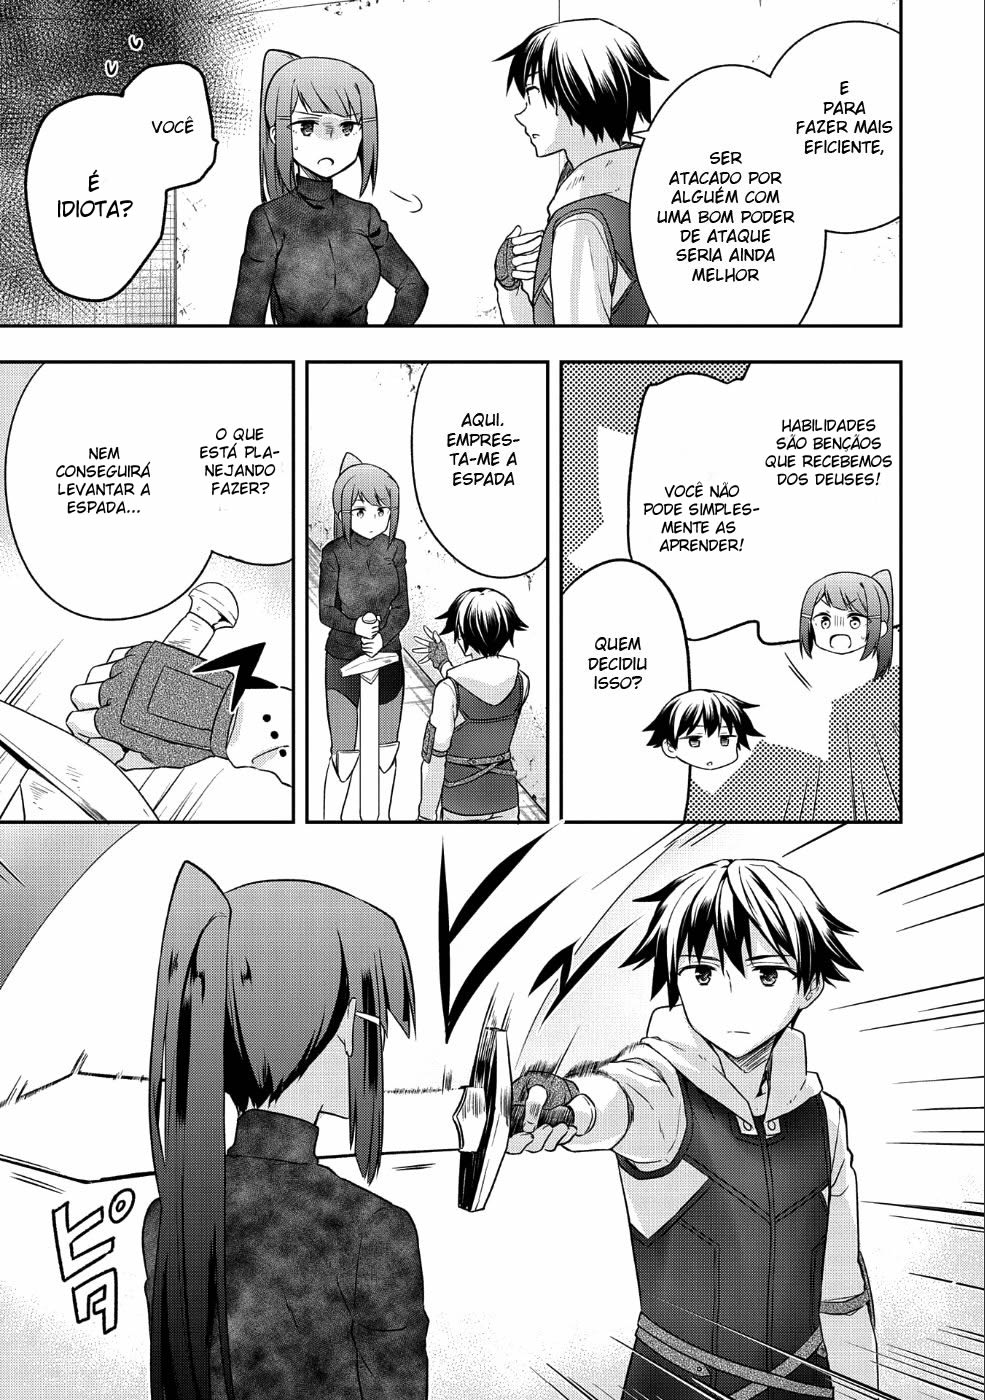 E
PARA
FAZER MAIS
EFICIENTE,
SER
ATACADO POR
ALGUÉM COM
UMA BOM PODER
DE ATAQUE
SERIA AINDA
MELHOR
VOCÊ
É
IDIOTA?
HABILIDADES
SÃO BENÇÃOS
QUE RECEBEMOS
DOS DEUSES!
VOCÊ NÃO
PODE SIMPLES-
MENTE AS
APRENDER!
QUEM
DECIDIU
ISSO?
AQUI.
EMPRES-
TA-ME A
ESPADA
O QUE
ESTÁ PLA-
NEJANDO
FAZER?
NEM
CONSEGUIRÁ
LEVANTAR A
ESPADA...
ピタ